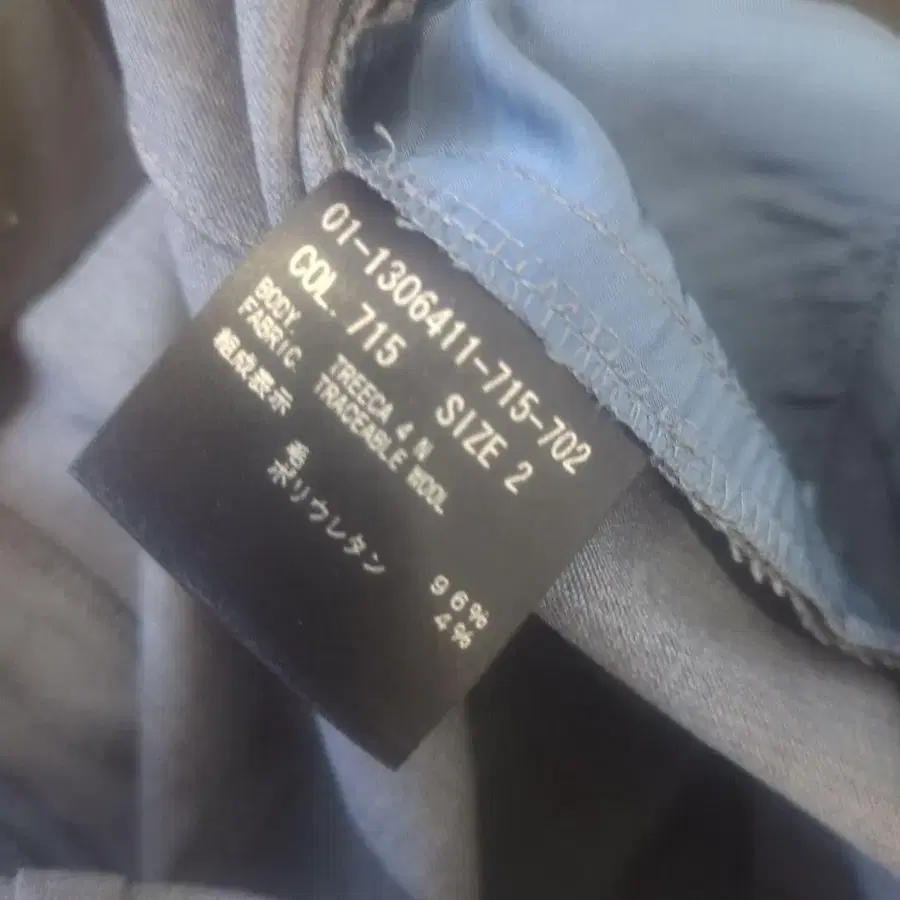 01-1306411-715-702
COL. 715 SIZE 2
BODY. TREECA 4 N
FABRIC. TRACEABLE WOOL
組成表示
毛 96%
ポリウレタン 4%